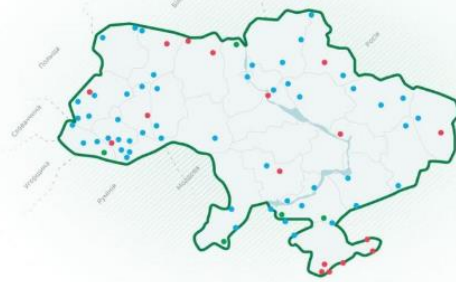 Польща
Словаччина
Угорщина
Румунія
Молдова
Росія